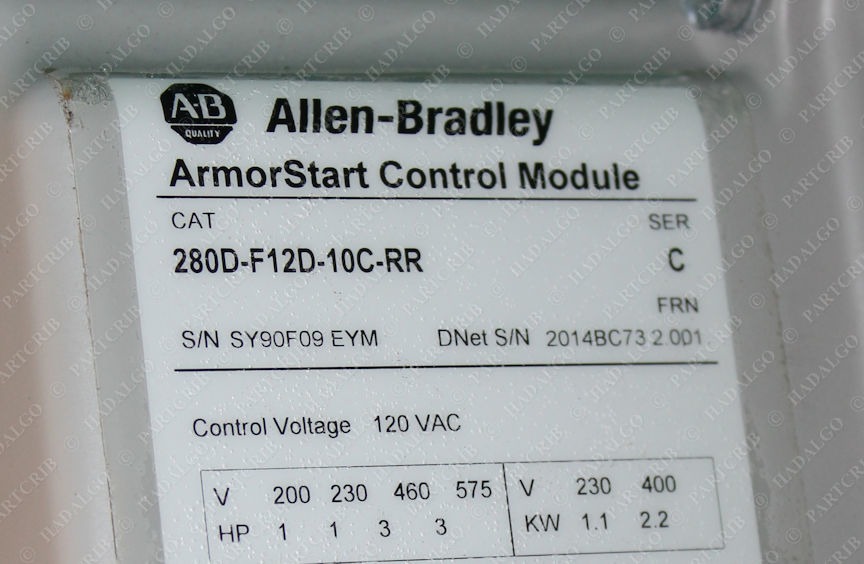 A-B
QUALITY
Allen-Bradley
ArmorStart Control Module
CAT SER
280D-F12D-10C-RR C
FRN
S/N SY90F09 EYM DNet S/N 2014BC73 2.001
Control Voltage 120 VAC
V 200 230 460 575 V 230 400
HP 1 1 3 3 KW 1.1 2.2
© HADALGO PARTCRIB